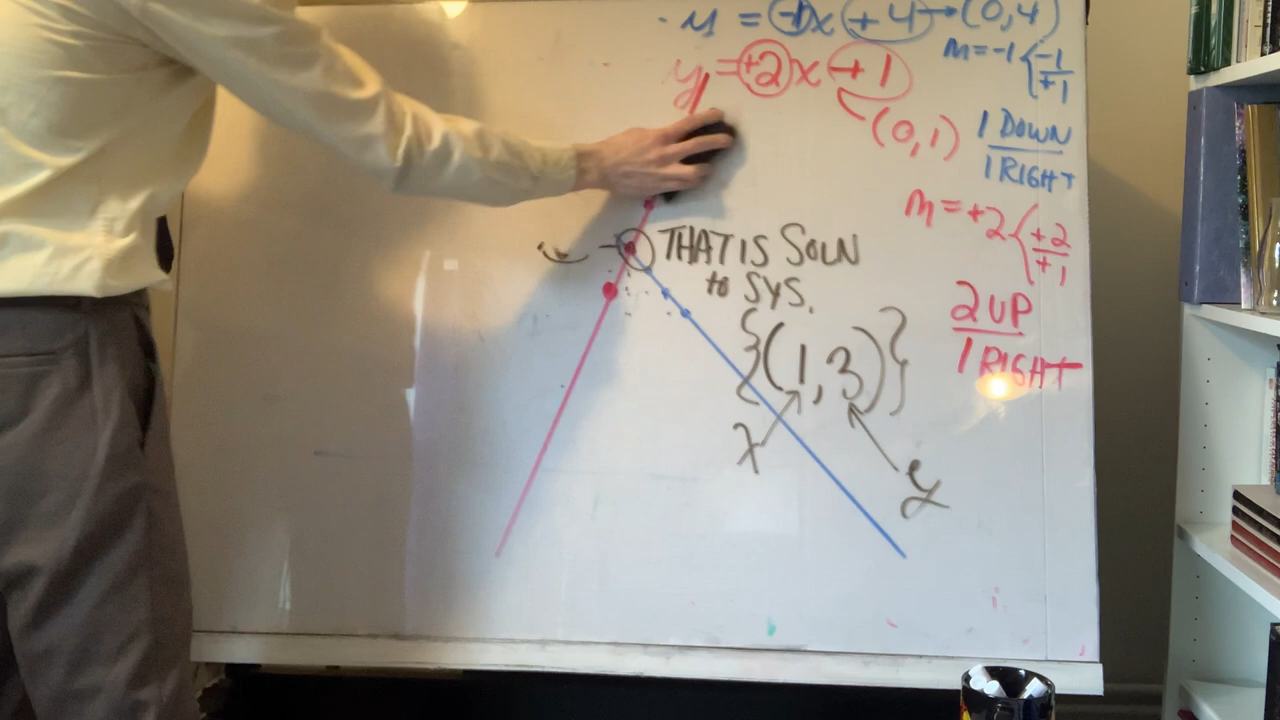 y = -1x + 4 → (0,4)
m = -1 { -1/+1
y = +2x + 1
(0,1)
1 DOWN
1 RIGHT
m = +2 { +2/+1
THAT IS SOLN
to SYS.
2 UP
1 RIGHT
{(1,3)}
x
y